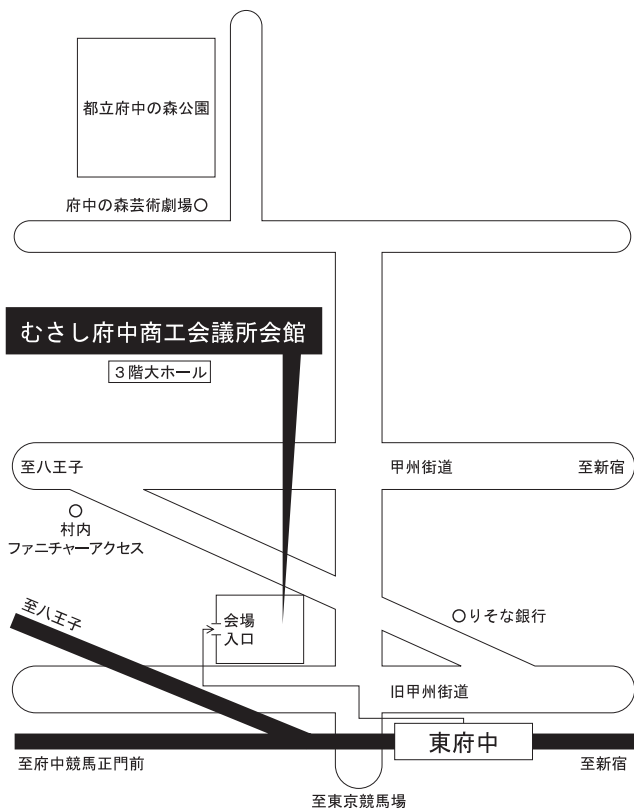 都立府中の森公園
府中の森芸術劇場
むさし府中商工会議所会館
3階大ホール
至八王子
甲州街道
至新宿
村内
ファニチャーアクセス
至八王子
会場
入口
りそな銀行
旧甲州街道
東府中
至府中競馬正門前
至新宿
至東京競馬場